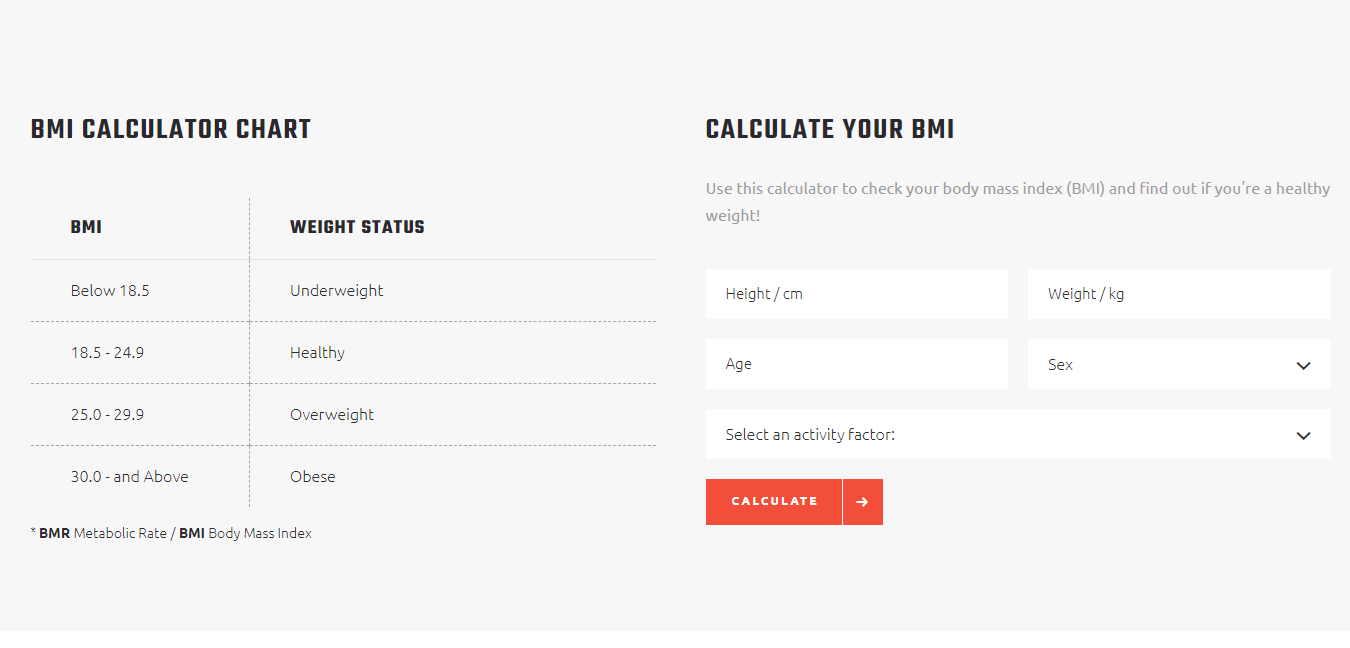 BMI CALCULATOR CHART
BMI WEIGHT STATUS
Below 18.5 Underweight
18.5 - 24.9 Healthy
25.0 - 29.9 Overweight
30.0 - and Above Obese
* BMR Metabolic Rate / BMI Body Mass Index
CALCULATE YOUR BMI
Use this calculator to check your body mass index (BMI) and find out if you're a healthy
weight!
Height / cm Weight / kg
Age Sex
Select an activity factor:
CALCULATE